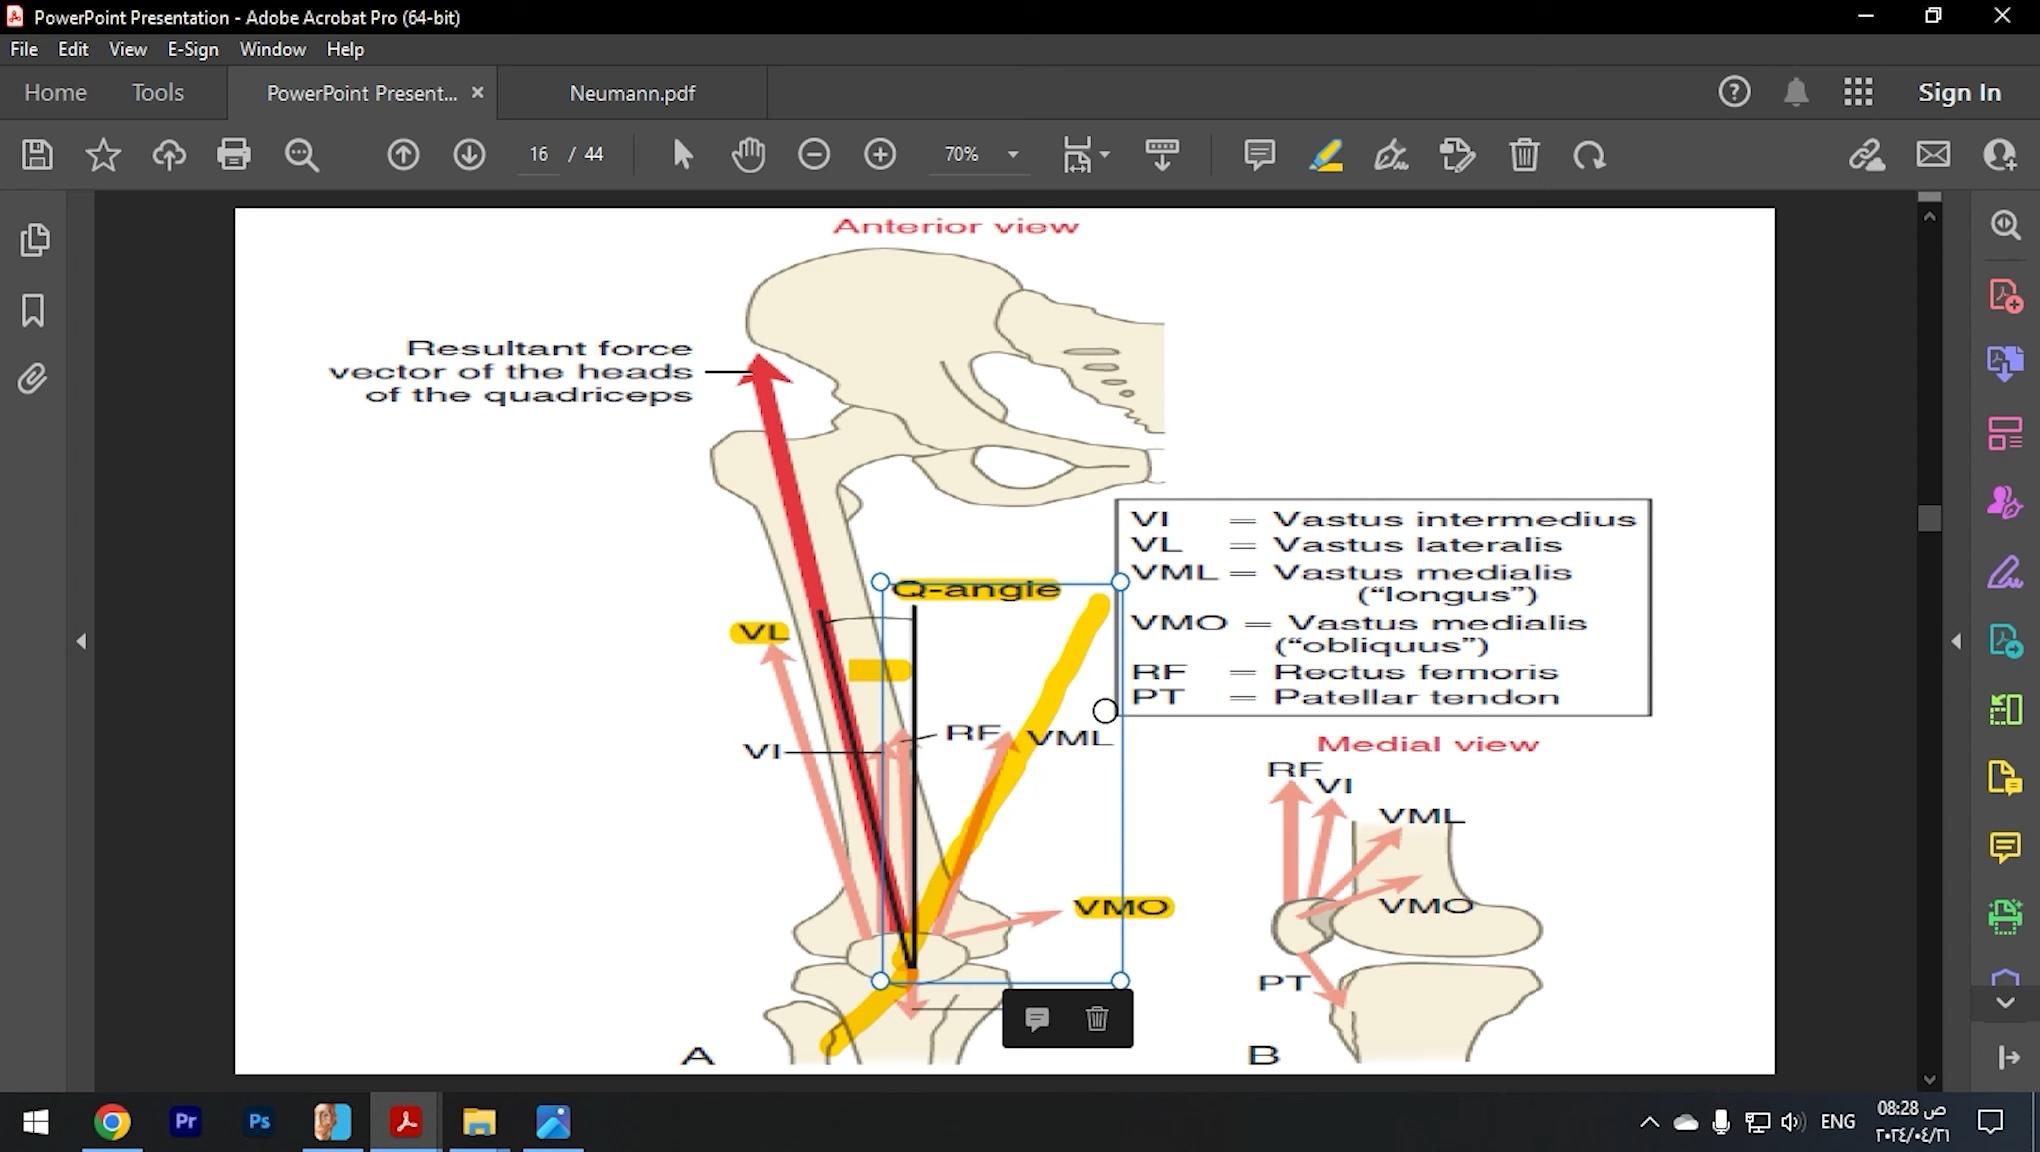 PowerPoint Presentation - Adobe Acrobat Pro (64-bit)
File Edit View E-Sign Window Help
Home Tools PowerPoint Present... × Neumann.pdf Sign In
16 / 44 70%
Anterior view
Resultant force
vector of the heads
of the quadriceps
VI = Vastus intermedius
VL = Vastus lateralis
VML = Vastus medialis
("longus")
VMO = Vastus medialis
("obliquus")
RF = Rectus femoris
PT = Patellar tendon
Q-angle
VL
RF
VML
VI
VMO
A
Medial view
RF
VI
VML
VMO
PT
B
Pr Ps
ENG
08:28 ص
٢٠٢٤/٠٤/٢١